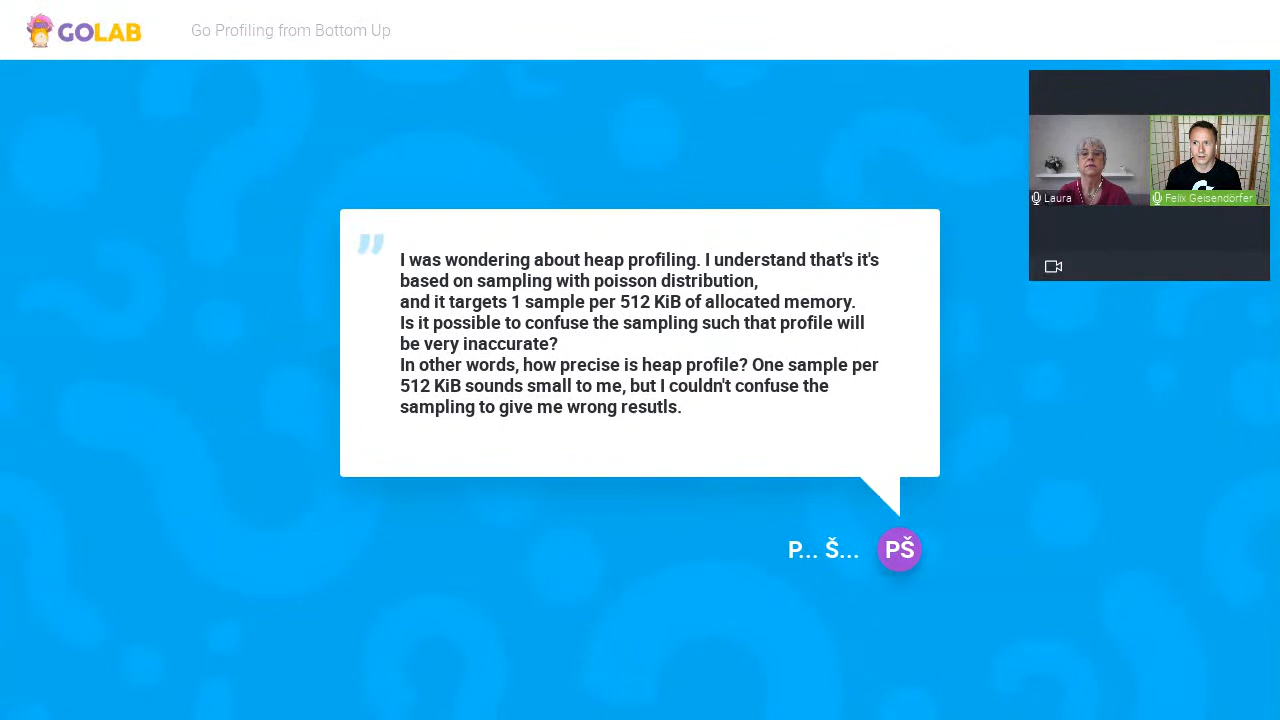 GOLAB
Go Profiling from Bottom Up
Laura
Felix Geisendörfer
I was wondering about heap profiling. I understand that's it's
based on sampling with poisson distribution,
and it targets 1 sample per 512 KiB of allocated memory.
Is it possible to confuse the sampling such that profile will
be very inaccurate?
In other words, how precise is heap profile? One sample per
512 KiB sounds small to me, but I couldn't confuse the
sampling to give me wrong resutls.
P... Š...
PŠ